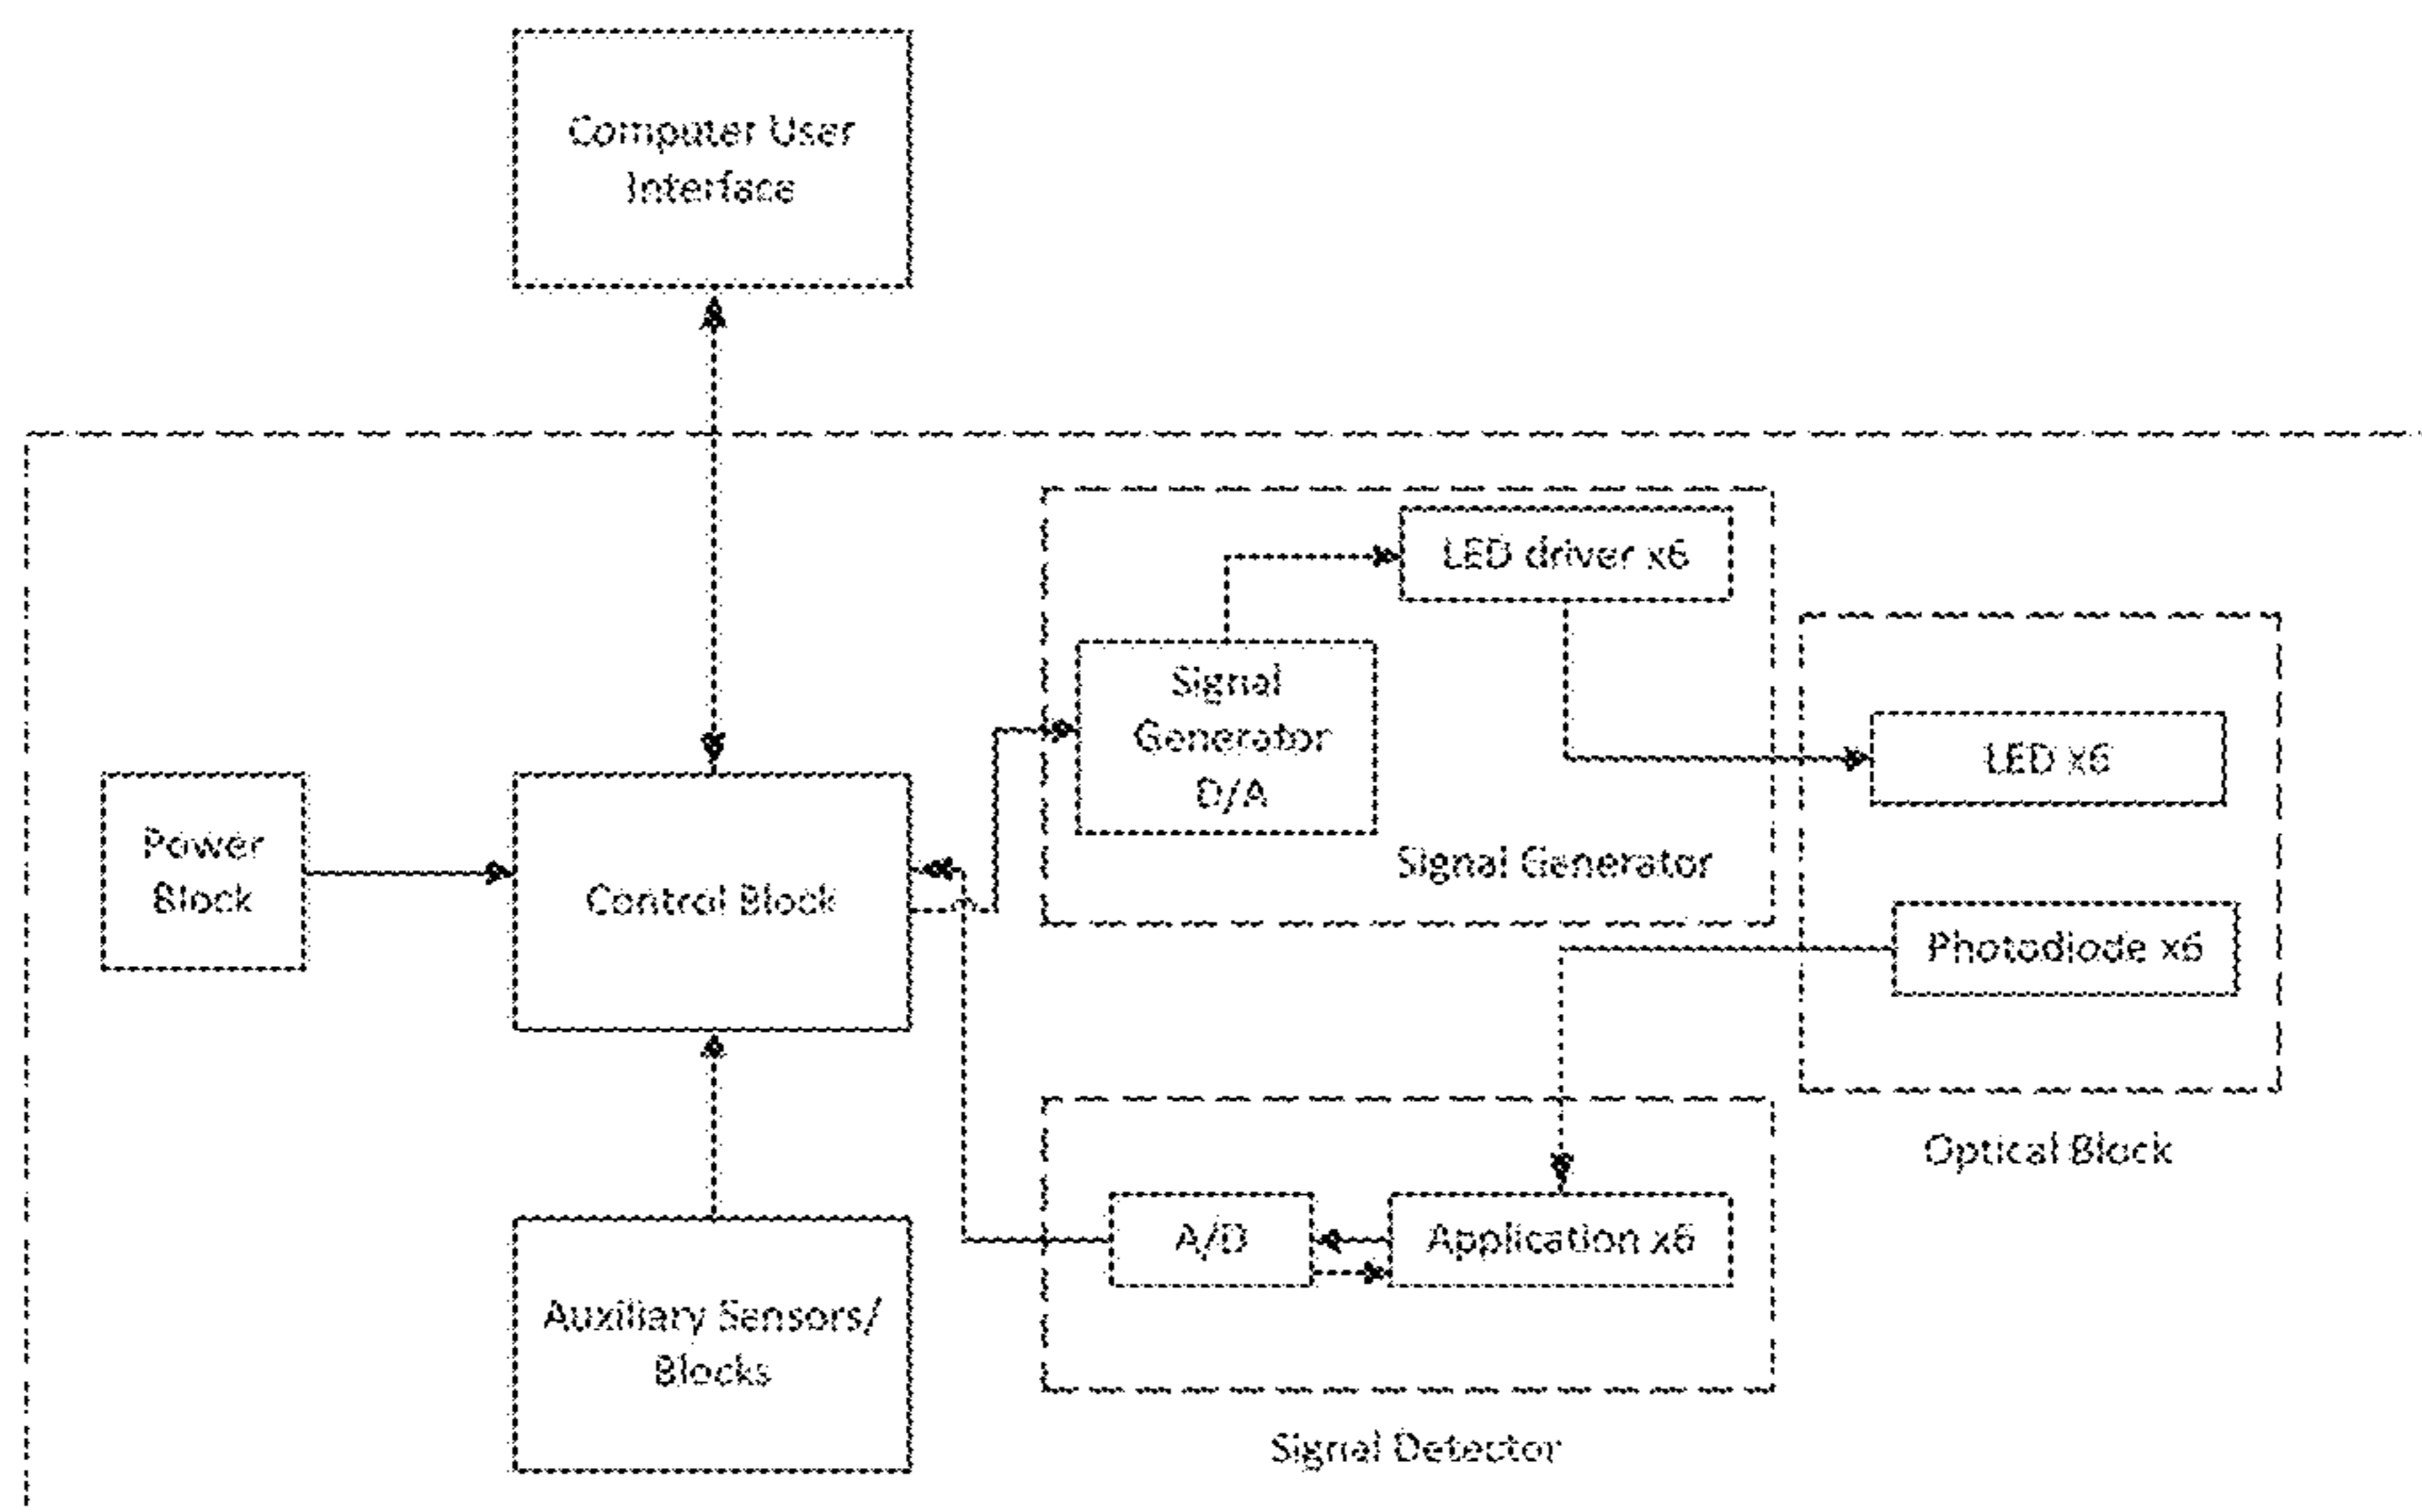 Computer User
Interface
LED driver x6
Signal
Generator
D/A
LED x6
Power
Block
Control Block
Signal Generator
Photodiode x6
Optical Block
A/D
Application x6
Auxiliary Sensors/
Blocks
Signal Detector